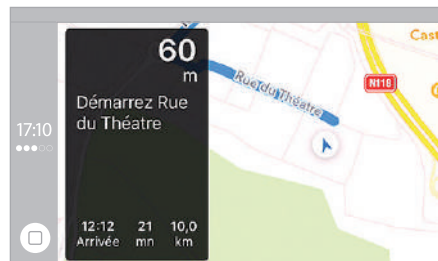 60
m
Démarrez Rue
du Théatre
17:10
12:12 21 10,0
Arrivée mn km
Rue du Théatre
N118
Cast